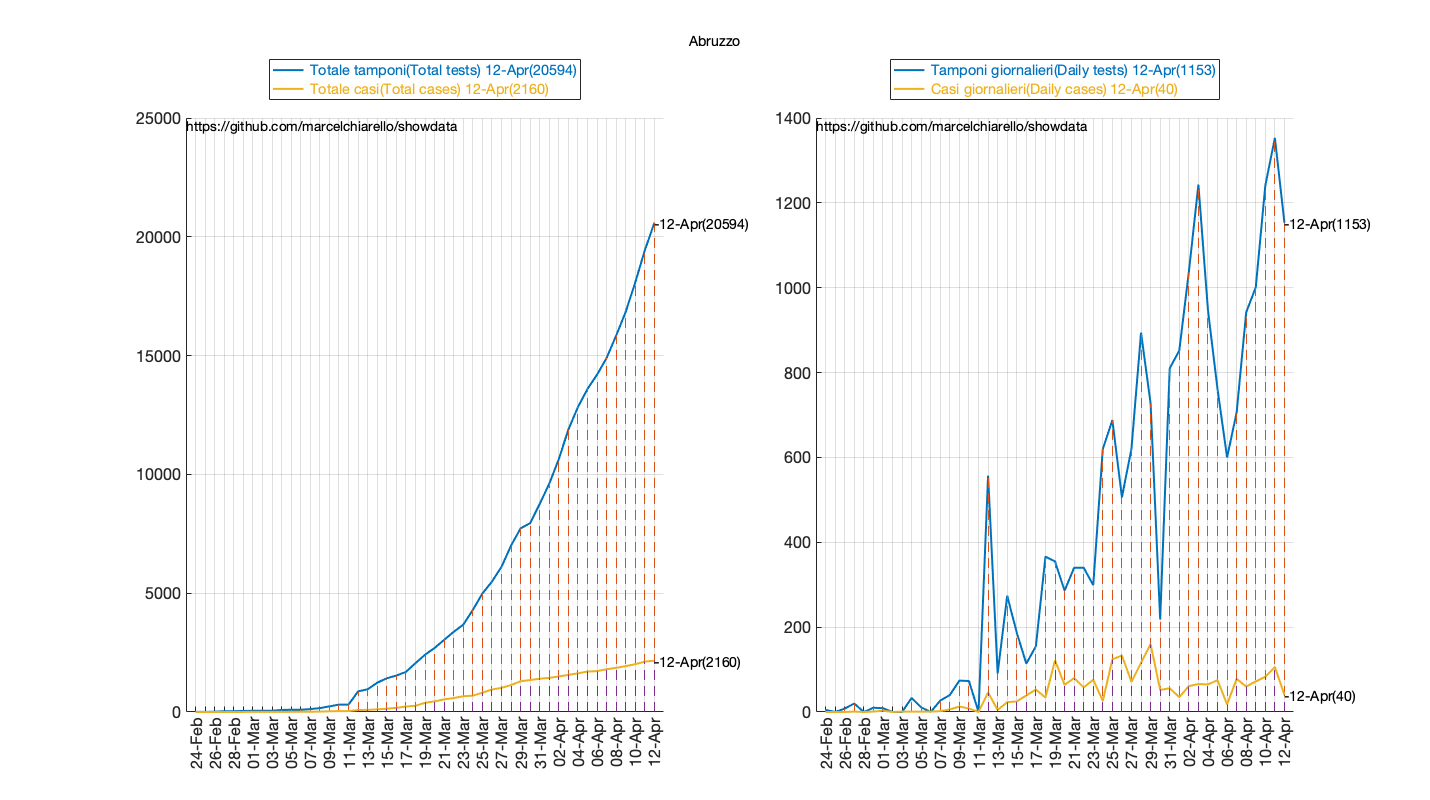 Abruzzo
Totale tamponi(Total tests) 12-Apr(20594)
Totale casi(Total cases) 12-Apr(2160)
25000
https://github.com/marcelchiarello/showdata
20000
15000
10000
5000
0
12-Apr(20594)
12-Apr(2160)
24-Feb
26-Feb
28-Feb
01-Mar
03-Mar
05-Mar
07-Mar
09-Mar
11-Mar
13-Mar
15-Mar
17-Mar
19-Mar
21-Mar
23-Mar
25-Mar
27-Mar
29-Mar
31-Mar
02-Apr
04-Apr
06-Apr
08-Apr
10-Apr
12-Apr
Tamponi giornalieri(Daily tests) 12-Apr(1153)
Casi giornalieri(Daily cases) 12-Apr(40)
1400
https://github.com/marcelchiarello/showdata
1200
1000
800
600
400
200
0
12-Apr(1153)
12-Apr(40)
24-Feb
26-Feb
28-Feb
01-Mar
03-Mar
05-Mar
07-Mar
09-Mar
11-Mar
13-Mar
15-Mar
17-Mar
19-Mar
21-Mar
23-Mar
25-Mar
27-Mar
29-Mar
31-Mar
02-Apr
04-Apr
06-Apr
08-Apr
10-Apr
12-Apr